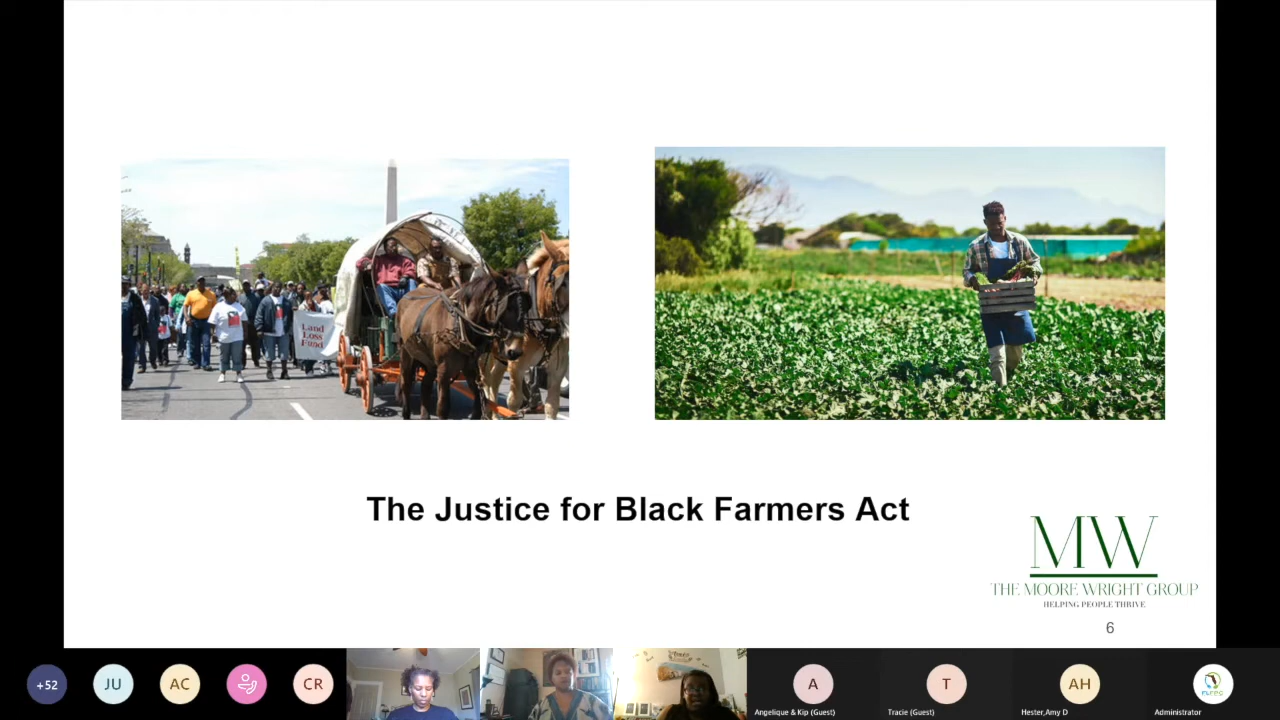 Land
Loss
Fund
The Justice for Black Farmers Act
MW
THE MOORE WRIGHT GROUP
HELPING PEOPLE THRIVE
6
+52
JU
AC
CR
A
Angelique & Kip (Guest)
T
Tracie (Guest)
AH
Hester,Amy D
Administrator